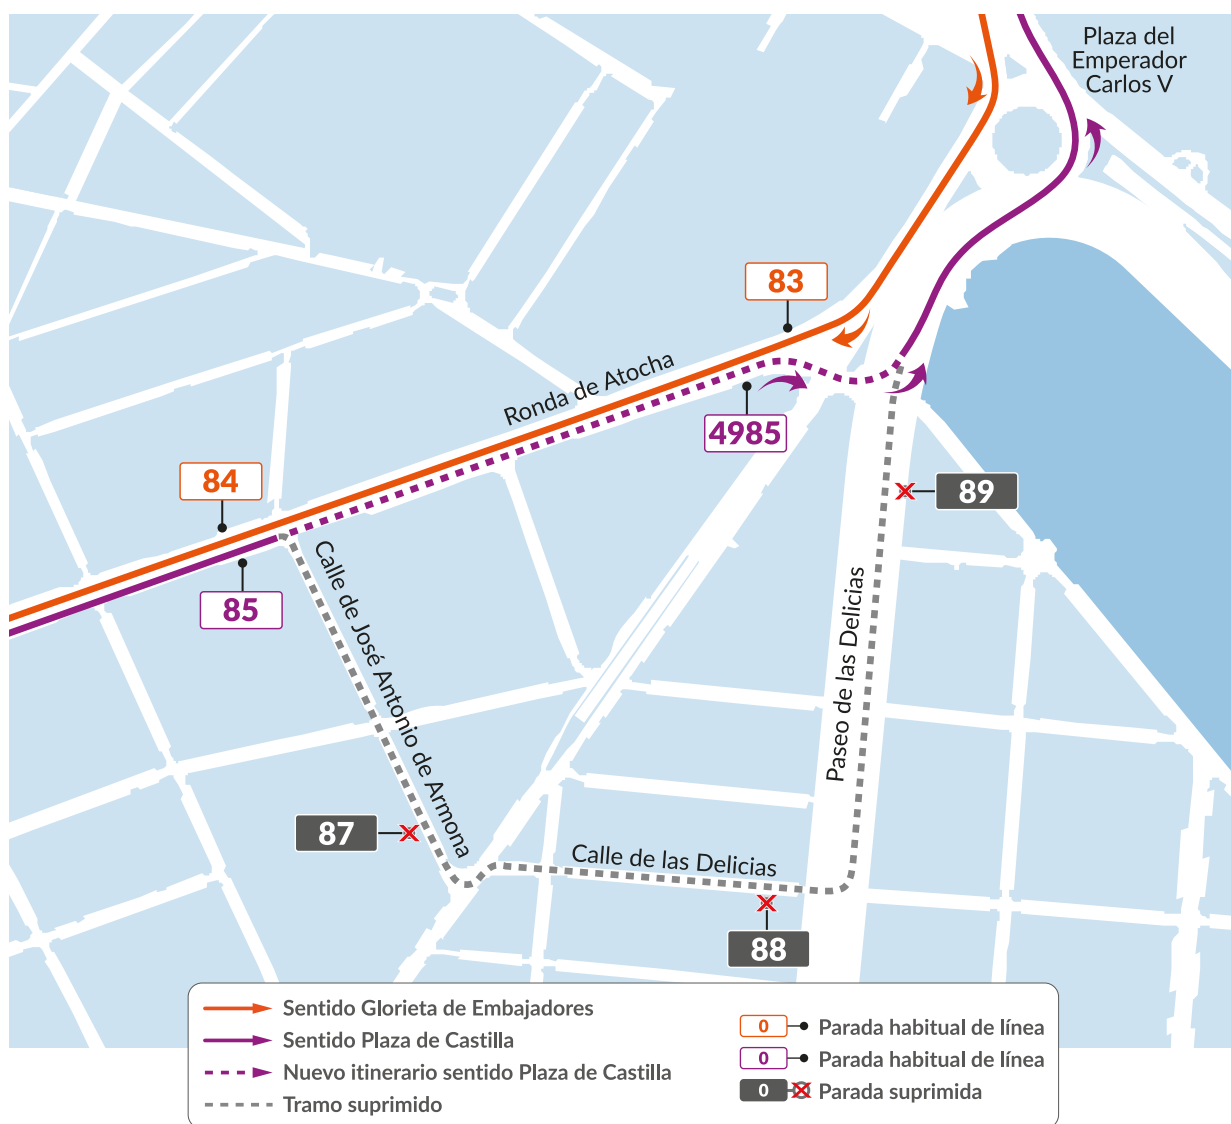 Plaza del
Emperador
Carlos V
83
Ronda de Atocha
4985
84
89
85
Calle de José Antonio de Armona
Paseo de las Delicias
87
Calle de las Delicias
88
Sentido Glorieta de Embajadores
Sentido Plaza de Castilla
Nuevo itinerario sentido Plaza de Castilla
Tramo suprimido
0 Parada habitual de línea
0 Parada habitual de línea
0 Parada suprimida